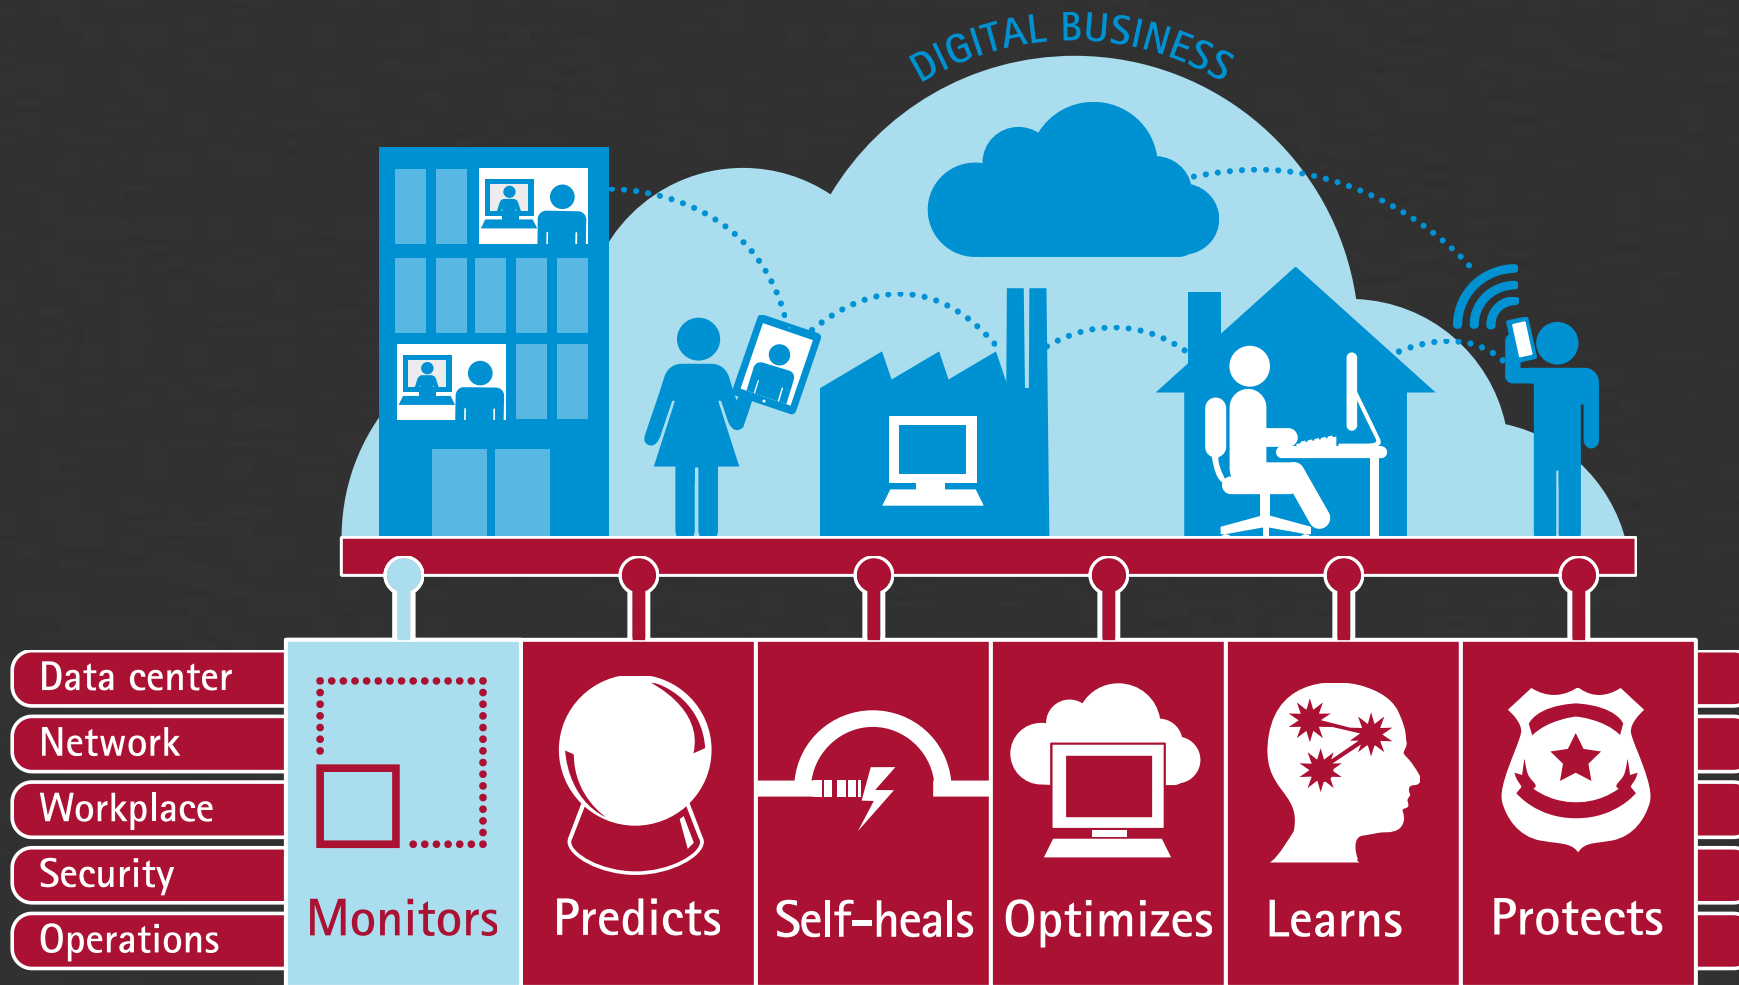 DIGITAL BUSINESS
Data center
Network
Workplace
Security
Operations
Monitors
Predicts
Self-heals
Optimizes
Learns
Protects